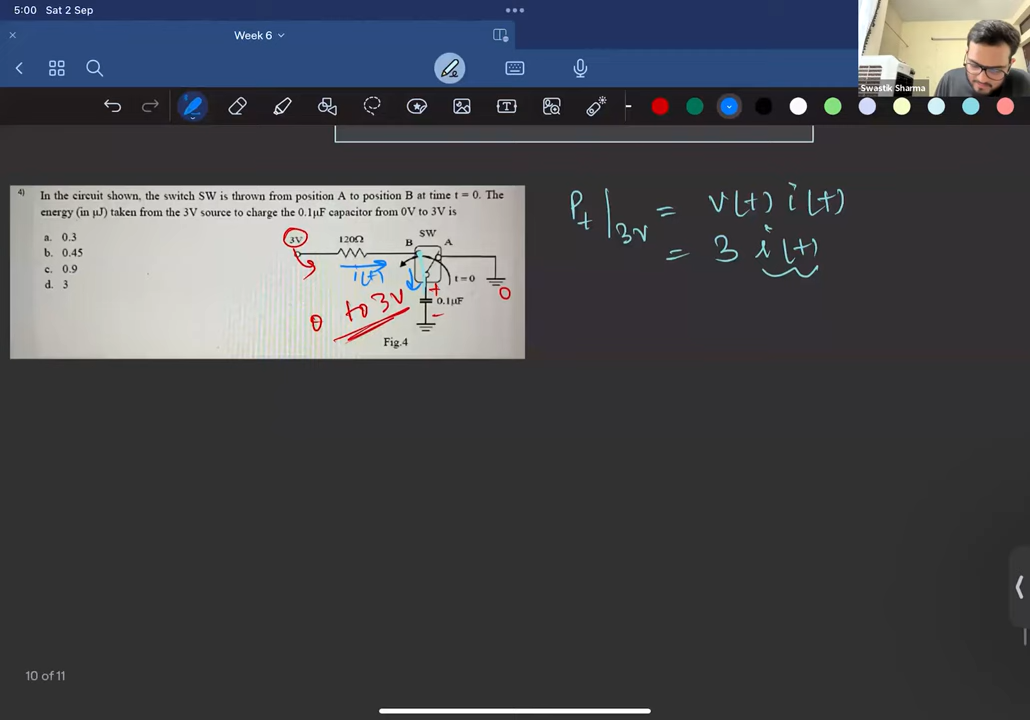 5:00 Sat 2 Sep
Week 6
Swastik Sharma
4) In the circuit shown, the switch SW is thrown from position A to position B at time t = 0. The
energy (in μJ) taken from the 3V source to charge the 0.1μF capacitor from 0V to 3V is
a. 0.3
b. 0.45
c. 0.9
d. 3
3V
120Ω
B
SW
A
i(t)
t=0
+
0.1μF
-
0
0 to 3V
Fig.4
Pt|3V = v(t) i(t)
= 3 i(t)
10 of 11